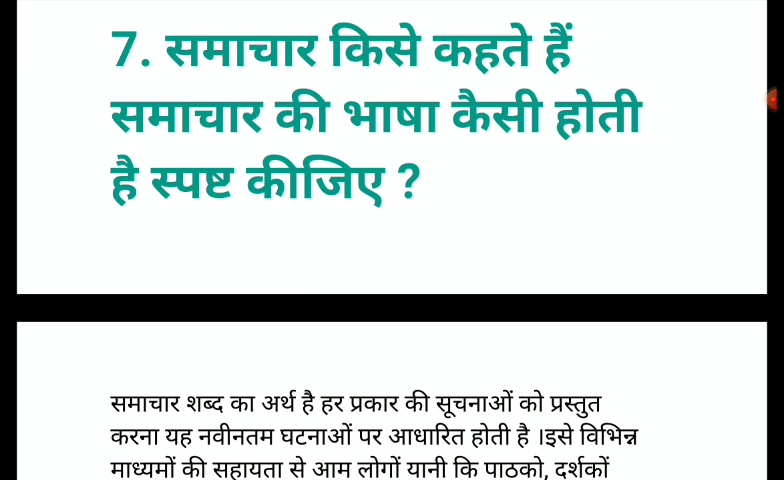 7. समाचार किसे कहते हैं
समाचार की भाषा कैसी होती
है स्पष्ट कीजिए ?
समाचार शब्द का अर्थ है हर प्रकार की सूचनाओं को प्रस्तुत
करना यह नवीनतम घटनाओं पर आधारित होती है ।इसे विभिन्न
माध्यमों की सहायता से आम लोगों यानी कि पाठको, दर्शकों